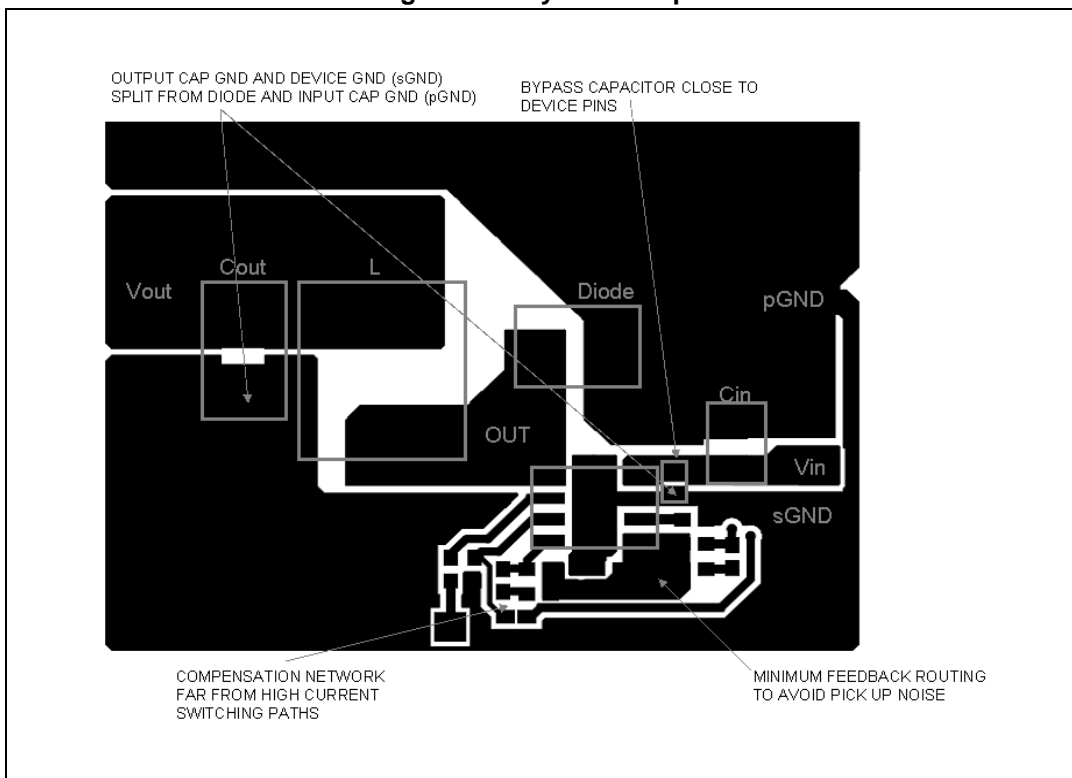 OUTPUT CAP GND AND DEVICE GND (sGND)
SPLIT FROM DIODE AND INPUT CAP GND (pGND)
BYPASS CAPACITOR CLOSE TO
DEVICE PINS
Cout
L
Vout
Diode
pGND
Cin
OUT
Vin
sGND
COMPENSATION NETWORK
FAR FROM HIGH CURRENT
SWITCHING PATHS
MINIMUM FEEDBACK ROUTING
TO AVOID PICK UP NOISE